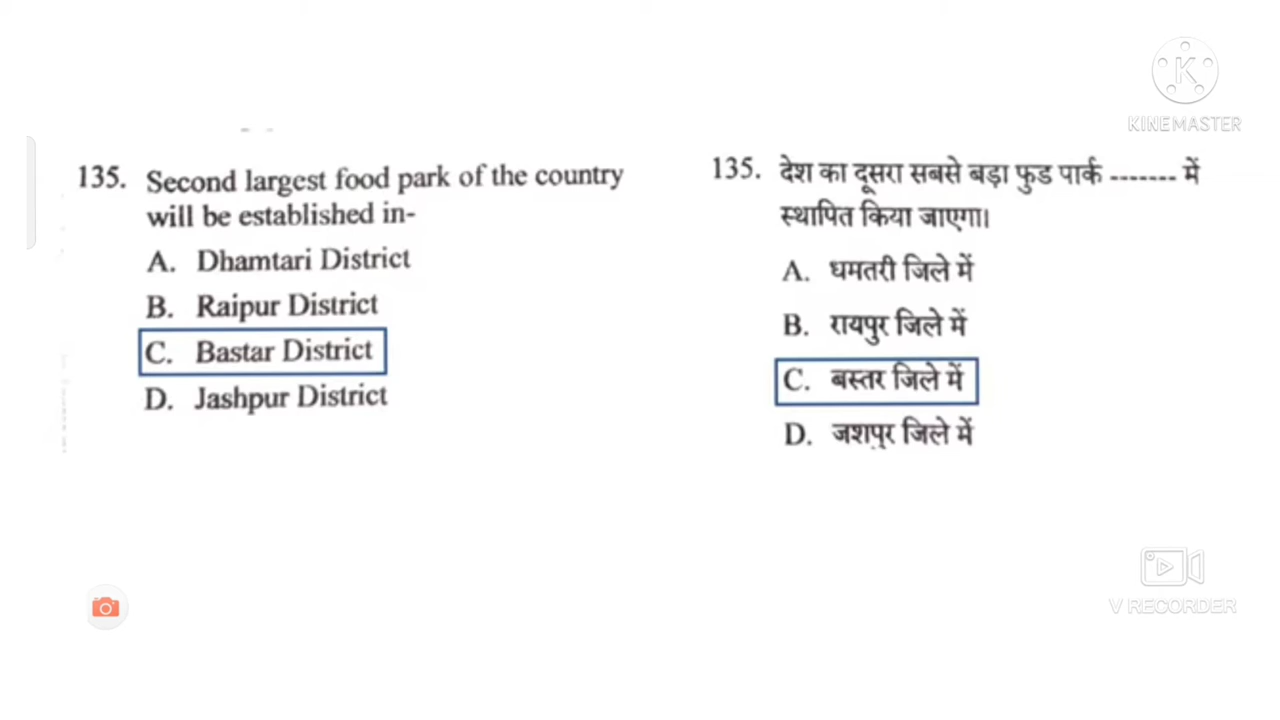 135. Second largest food park of the country
will be established in-
A. Dhamtari District
B. Raipur District
C. Bastar District
D. Jashpur District
135. देश का दूसरा सबसे बड़ा फुड पार्क ------- में
स्थापित किया जाएगा।
A. धमतरी जिले में
B. रायपुर जिले में
C. बस्तर जिले में
D. जशपुर जिले में
K
KINEMASTER
V RECORDER